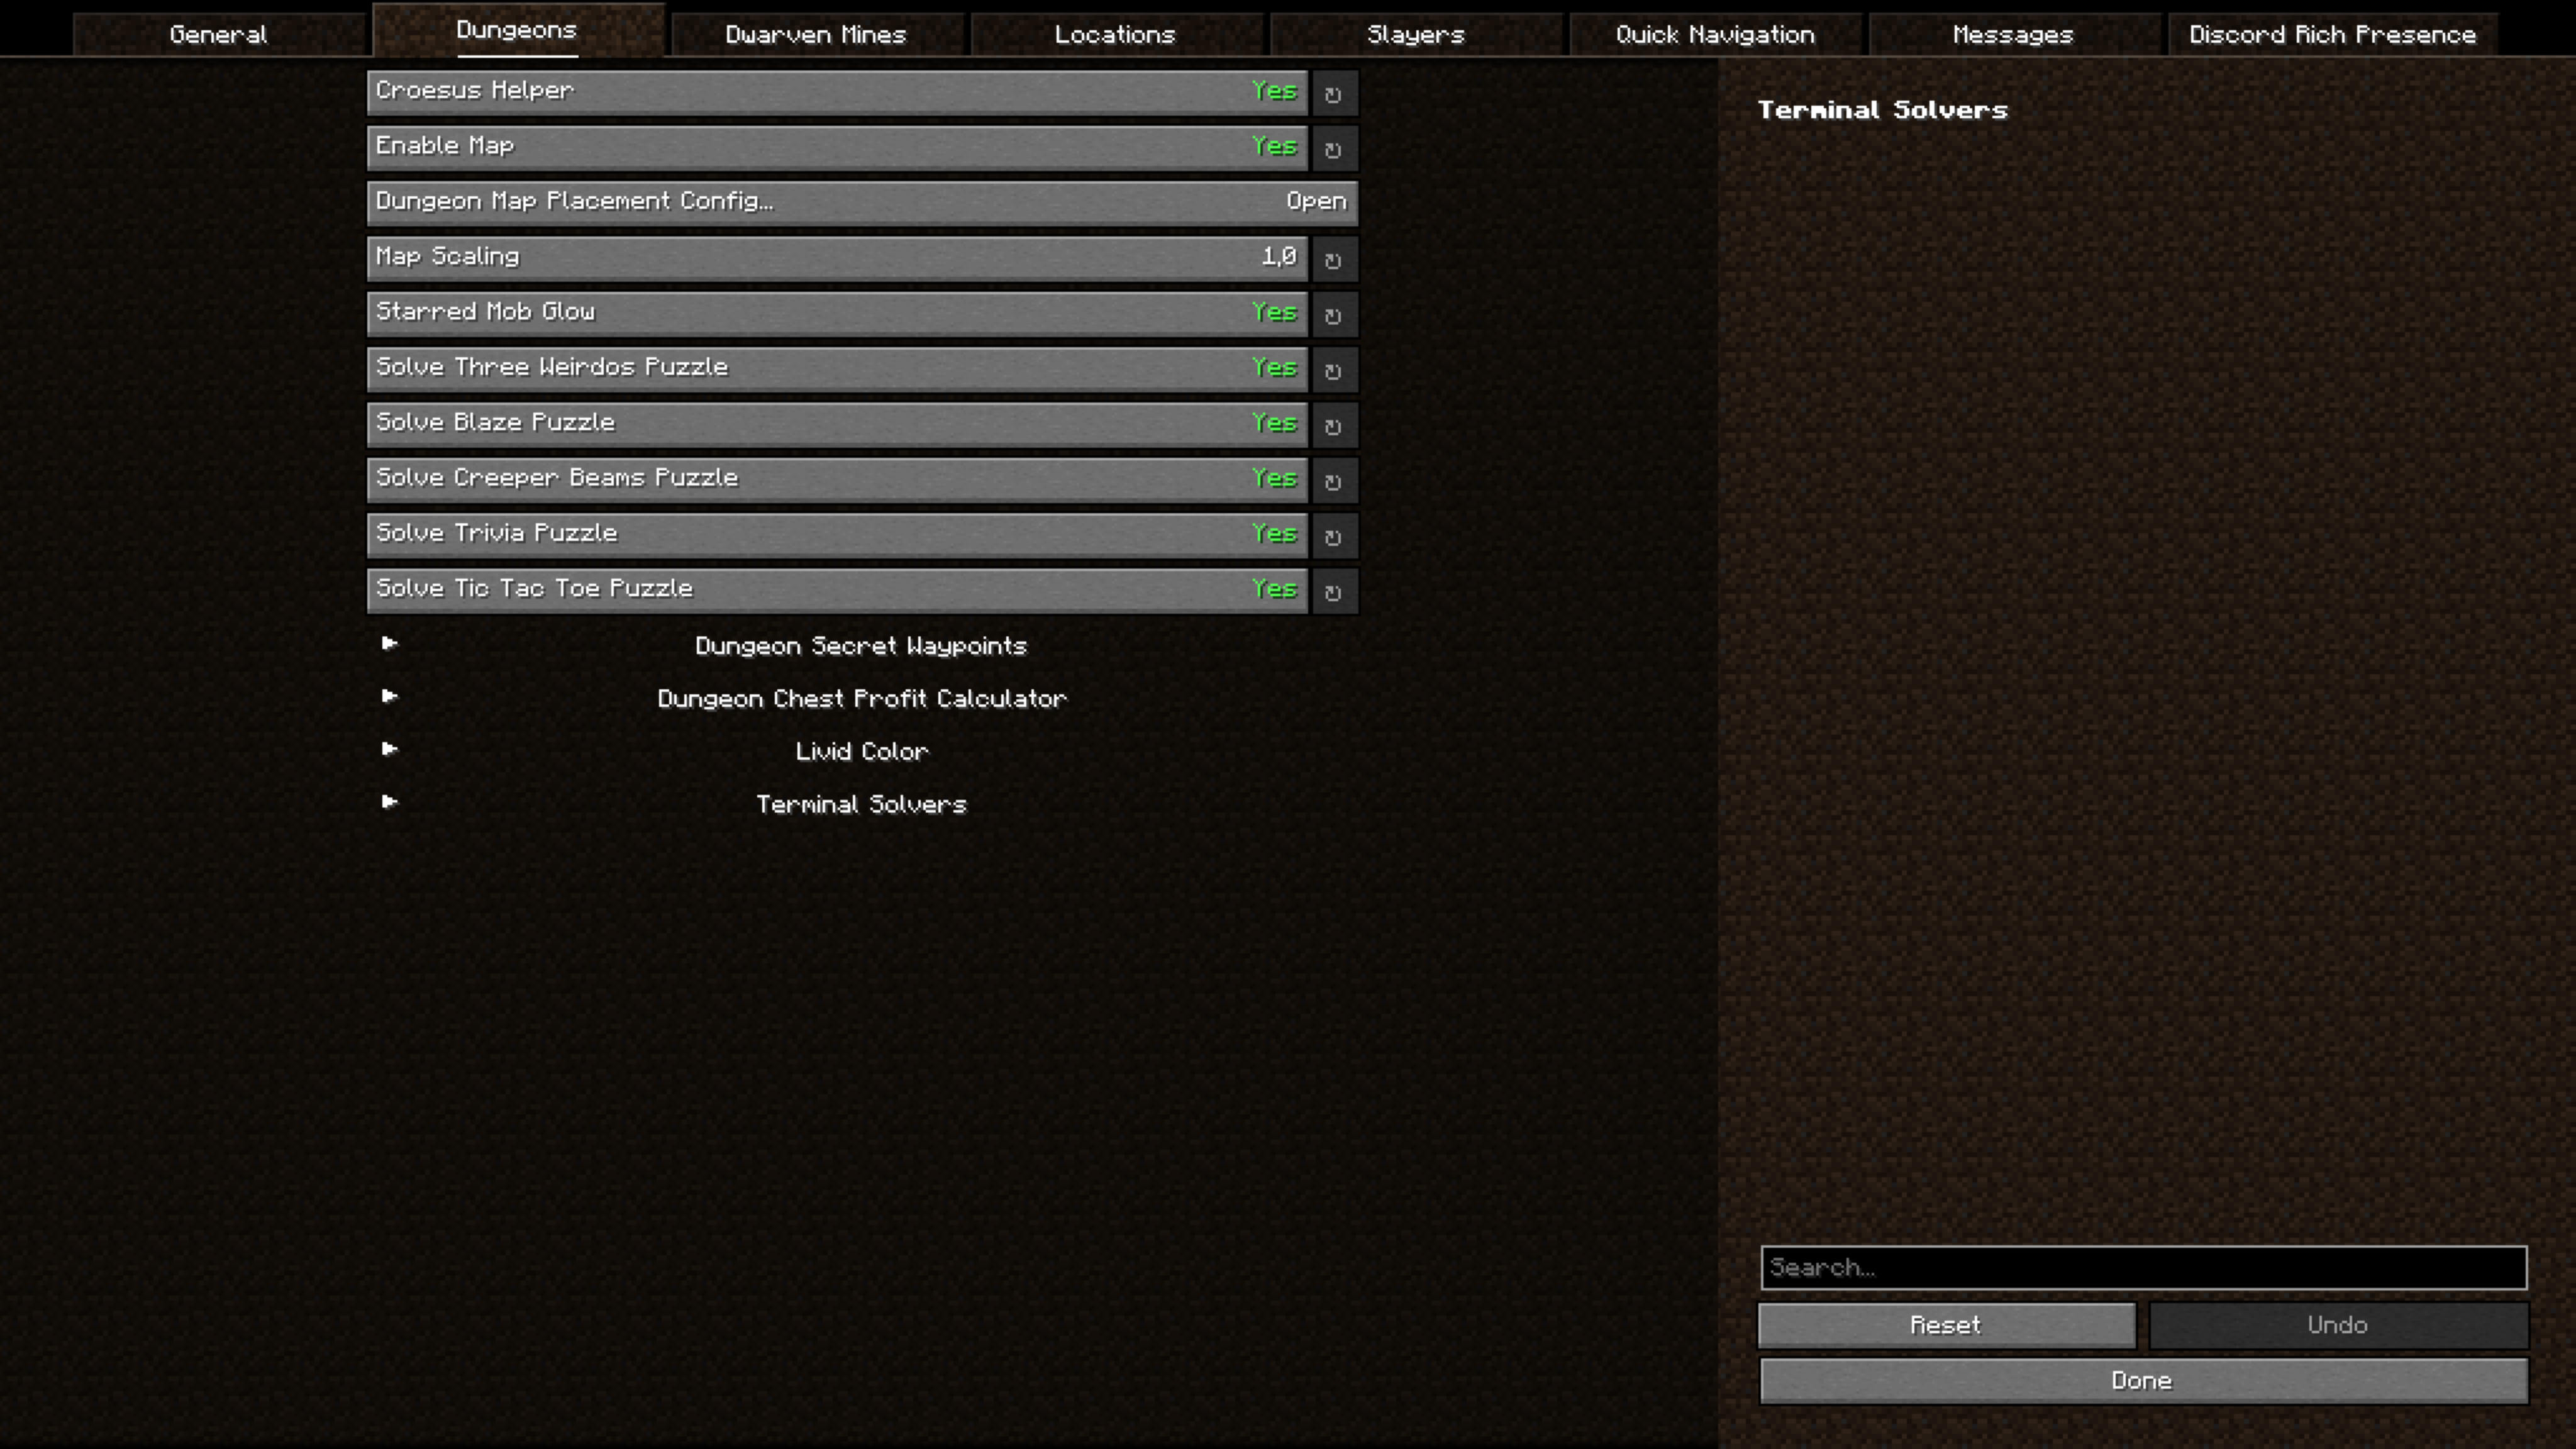 General Dungeons Dwarven Mines Locations Slayers Quick Navigation Messages Discord Rich Presence
Croesus Helper Yes
Enable Map Yes
Dungeon Map Placement Config... Open
Map Scaling 1,0
Starred Mob Glow Yes
Solve Three Weirdos Puzzle Yes
Solve Blaze Puzzle Yes
Solve Creeper Beams Puzzle Yes
Solve Trivia Puzzle Yes
Solve Tic Tac Toe Puzzle Yes
Dungeon Secret Waypoints
Dungeon Chest Profit Calculator
Livid Color
Terminal Solvers
Terminal Solvers
Search...
Reset Undo
Done